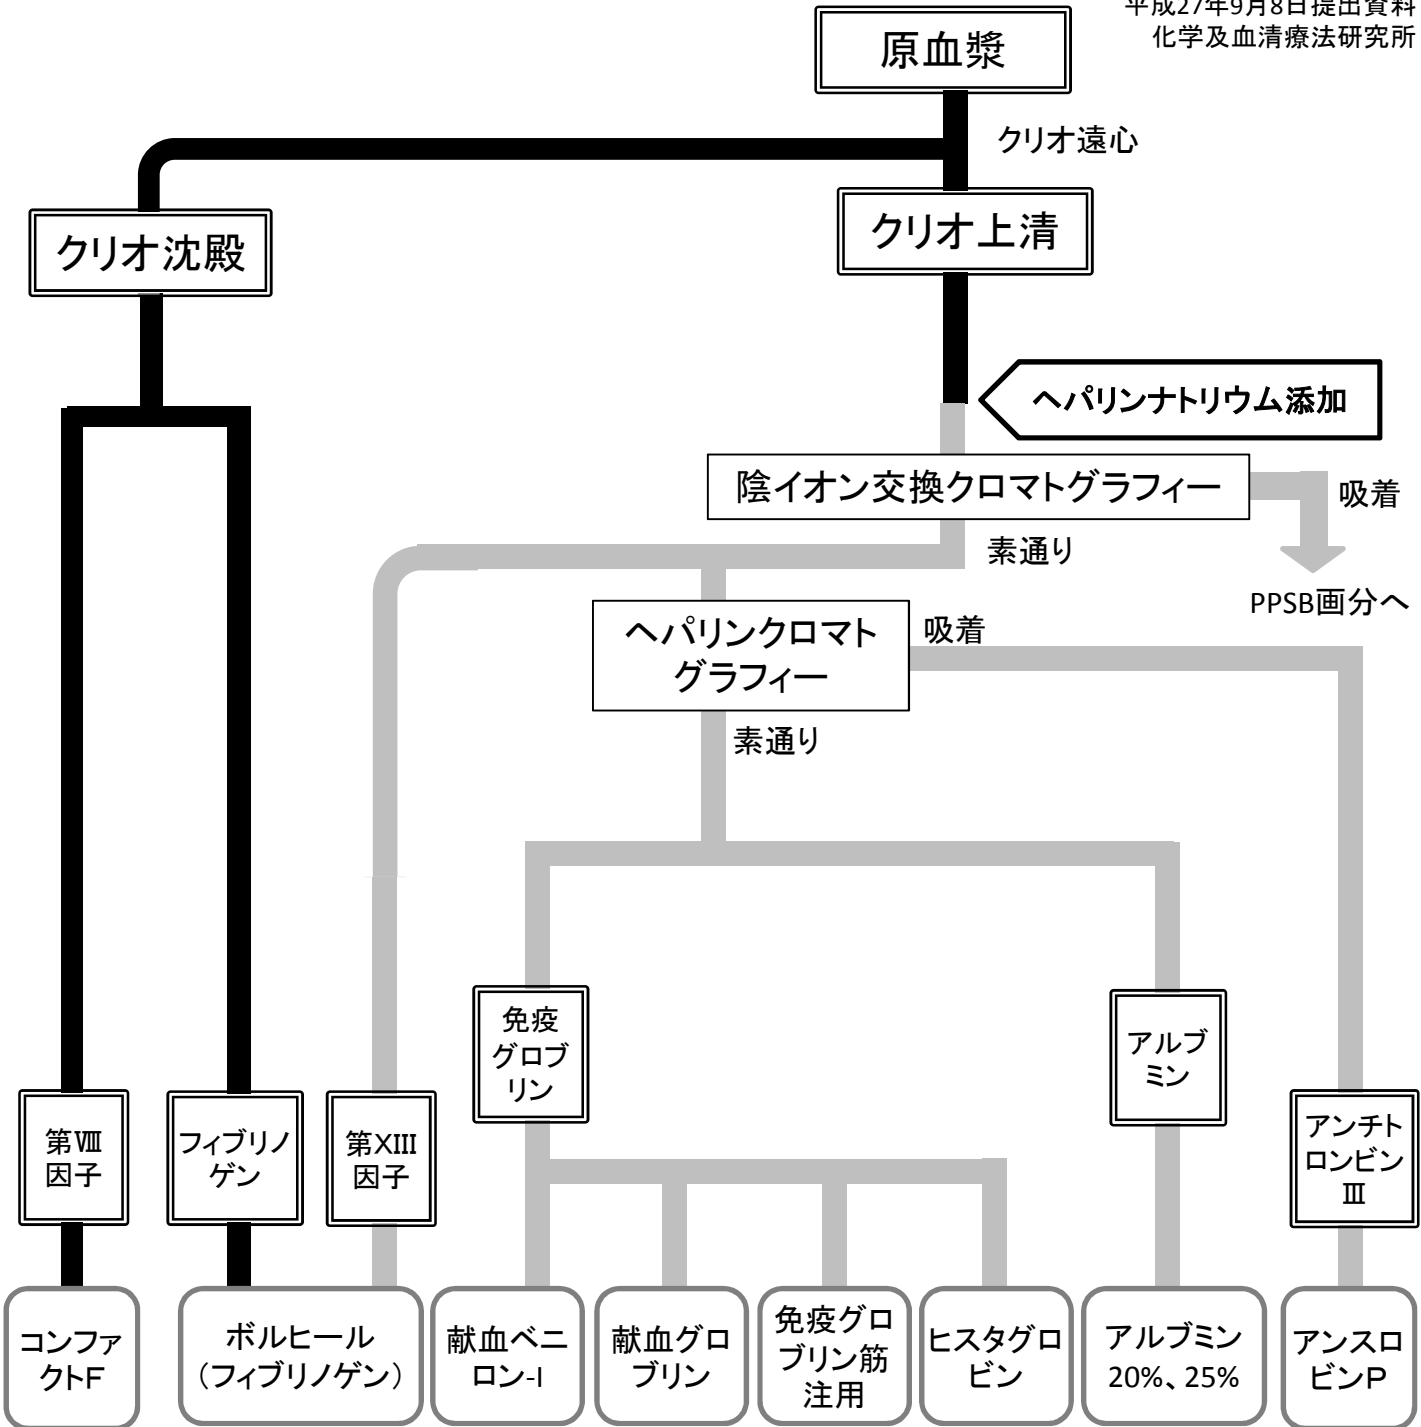 平成27年9月8日提出資料
化学及血清療法研究所
原血漿
クリオ遠心
クリオ沈殿
クリオ上清
ヘパリンナトリウム添加
陰イオン交換クロマトグラフィー
吸着
素通り
PPSB画分へ
ヘパリンクロマト
グラフィー
吸着
素通り
免疫
グロブ
リン
アルブ
ミン
第Ⅷ
因子
フィブリノ
ゲン
第XIII
因子
アンチト
ロンビン
Ⅲ
コンファ
クトF
ボルヒール
（フィブリノゲン）
献血ベニ
ロン-I
献血グロ
ブリン
免疫グロ
ブリン筋
注用
ヒスタグロ
ビン
アルブミン
20%、25%
アンスロ
ビンP